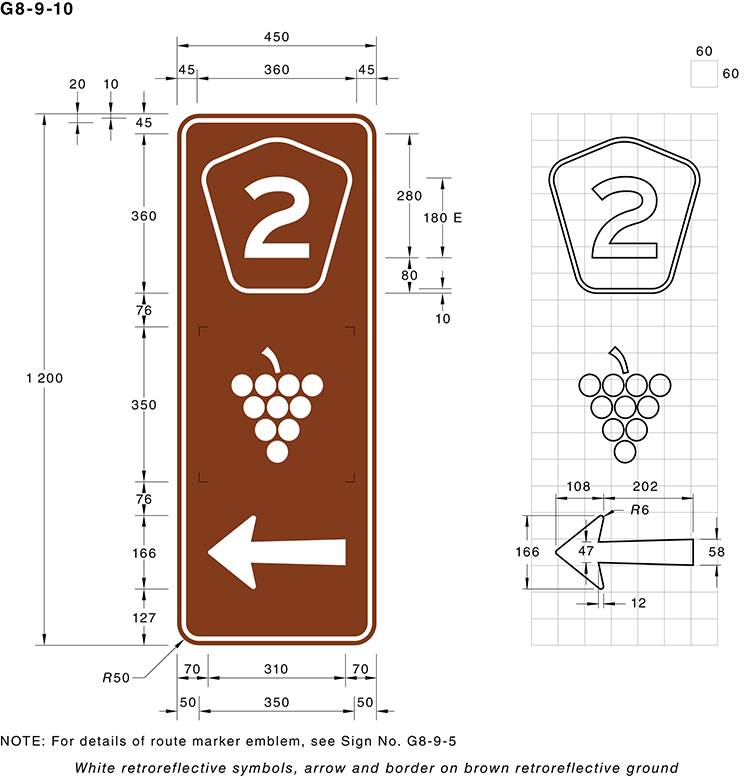 G8-9-10
450
60
45 360 45
60
20 10
45
2
2
280
180 E
360
80
76
10
1 200
350
108 202
76
R6
166
166
47
58
12
127
70 310 70
R50
50 350 50
NOTE: For details of route marker emblem, see Sign No. G8-9-5
White retroreflective symbols, arrow and border on brown retroreflective ground